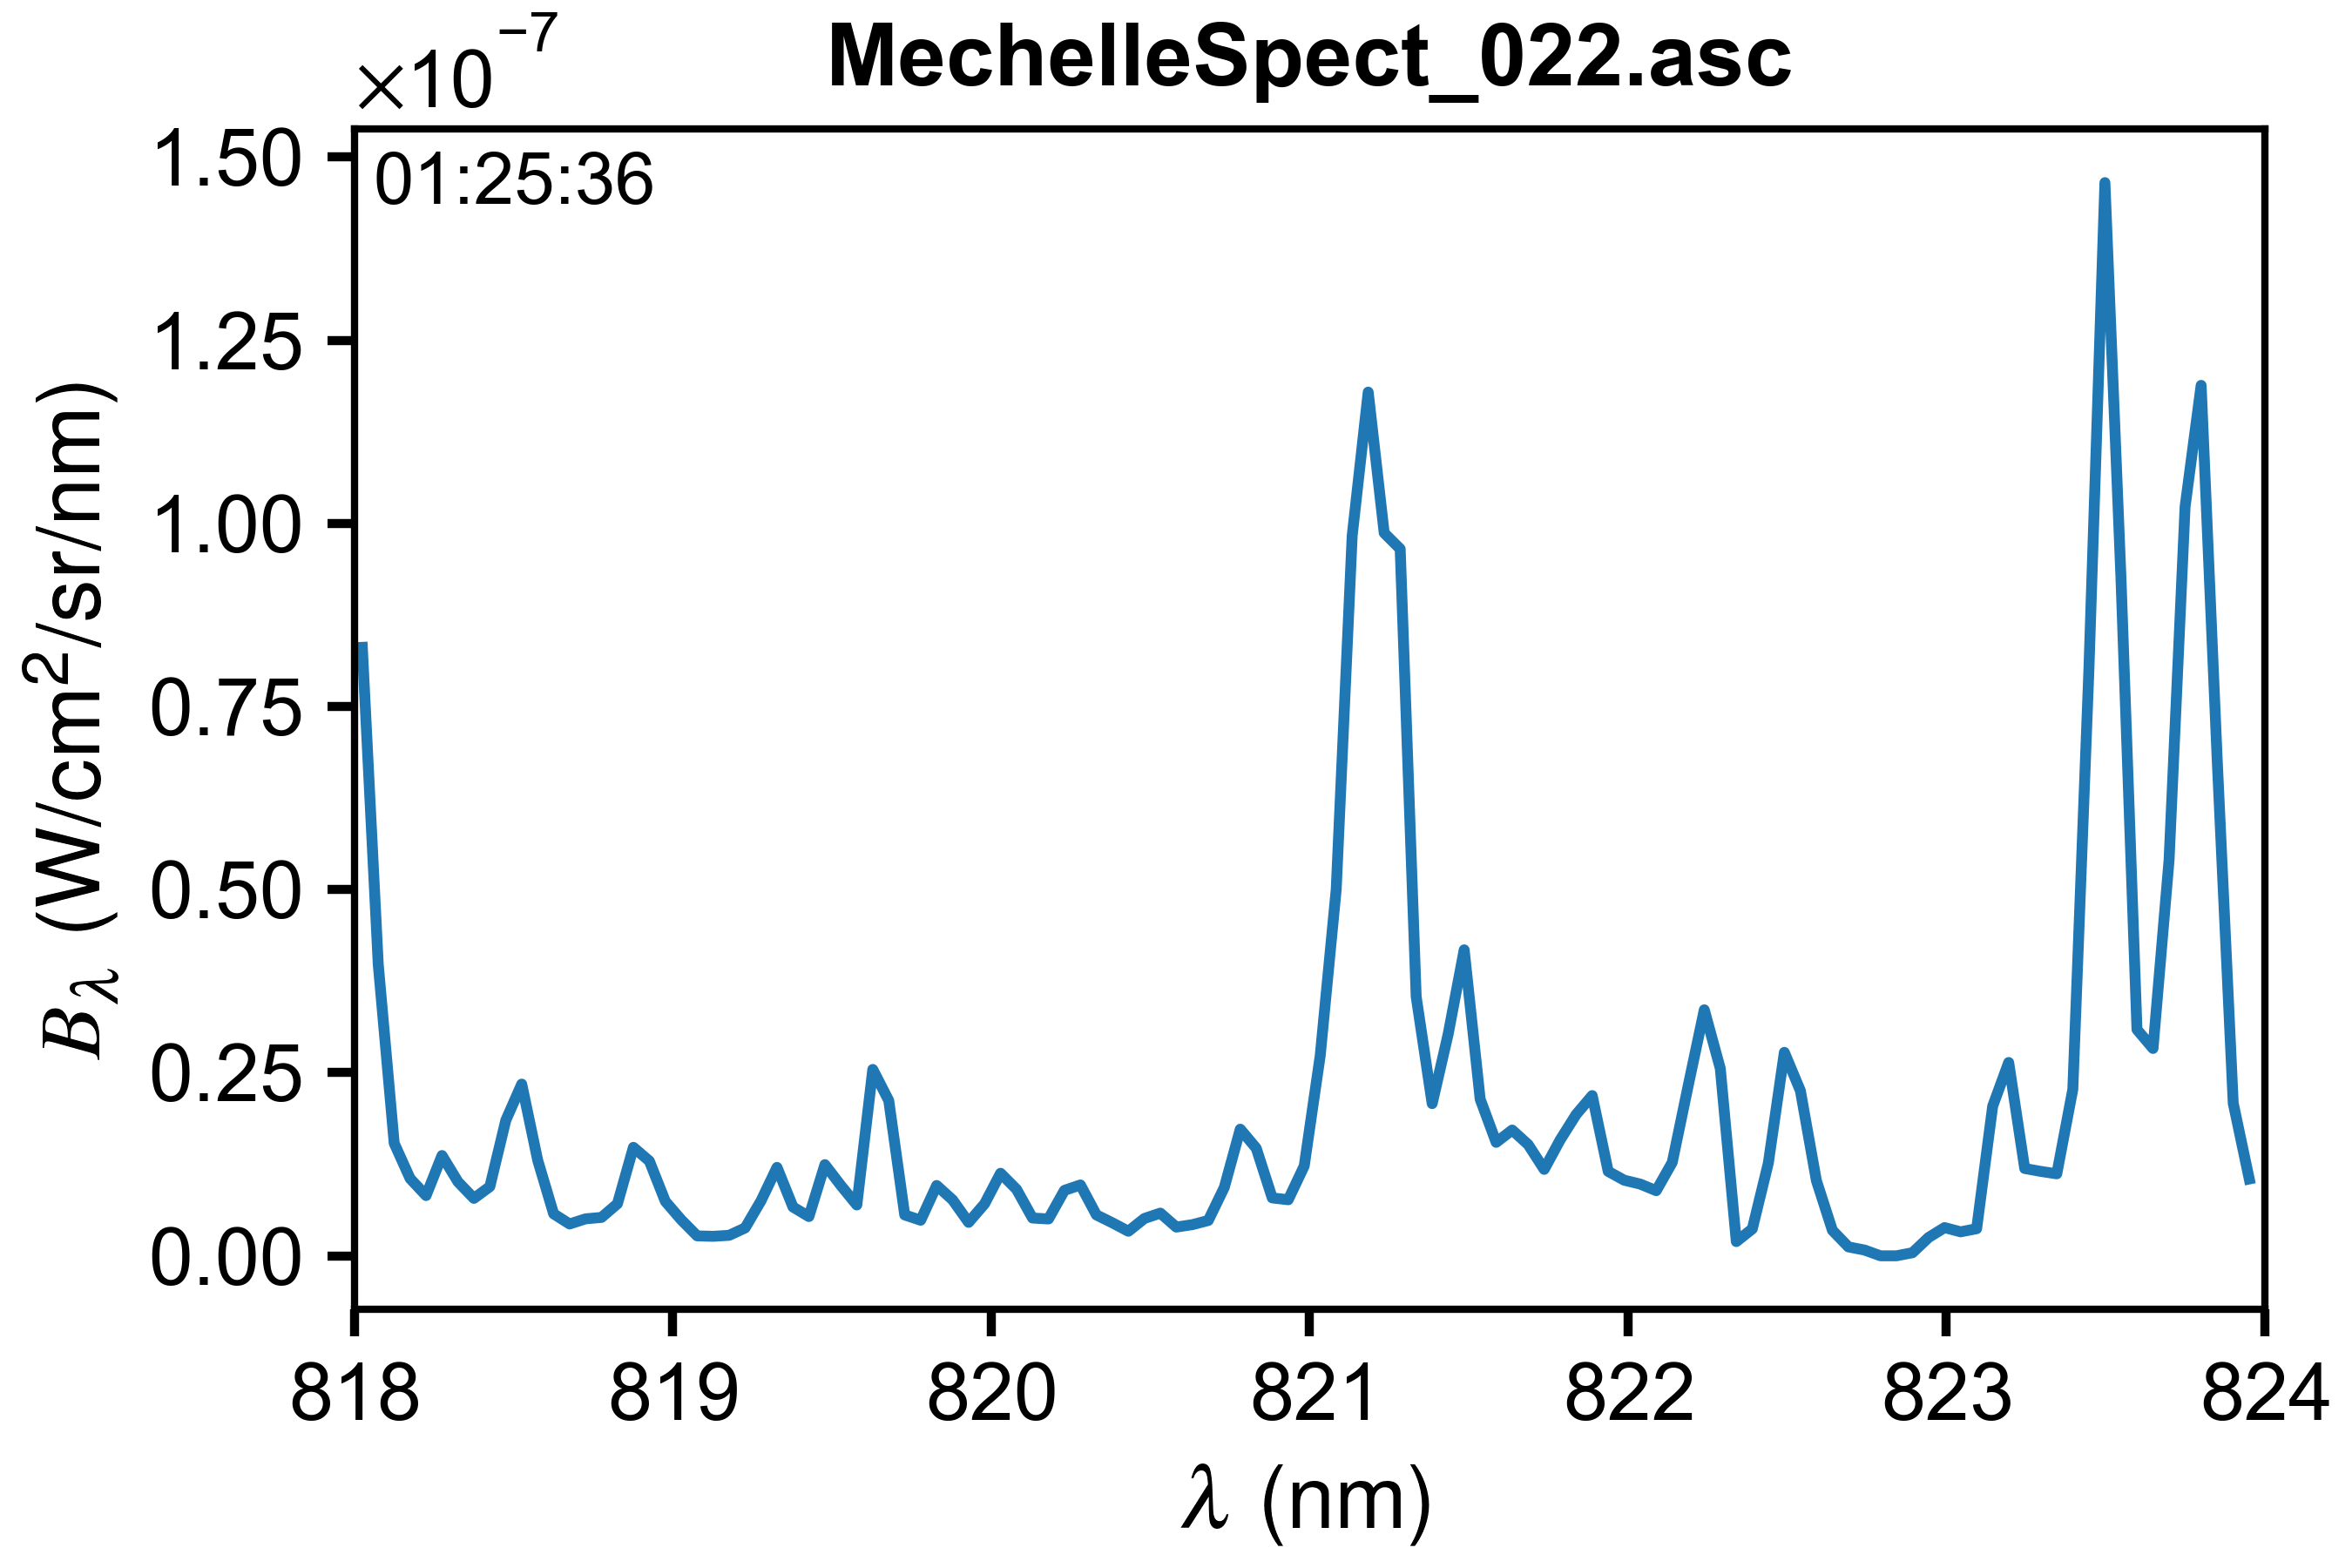 MechelleSpect_022.asc
×10⁻⁷
01:25:36
1.50
1.25
1.00
0.75
0.50
0.25
0.00
B_λ (W/cm²/sr/nm)
818 819 820 821 822 823 824
λ (nm)